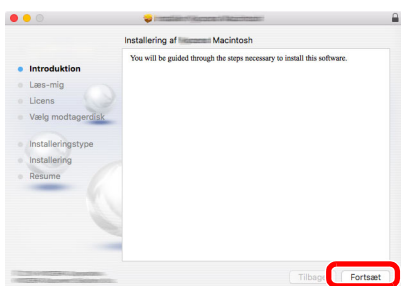 Installering af Macintosh
You will be guided through the steps necessary to install this software.
Introduktion
Læs-mig
Licens
Vælg modtagerdisk
Installeringstype
Installering
Resume
Tilbage
Fortsæt